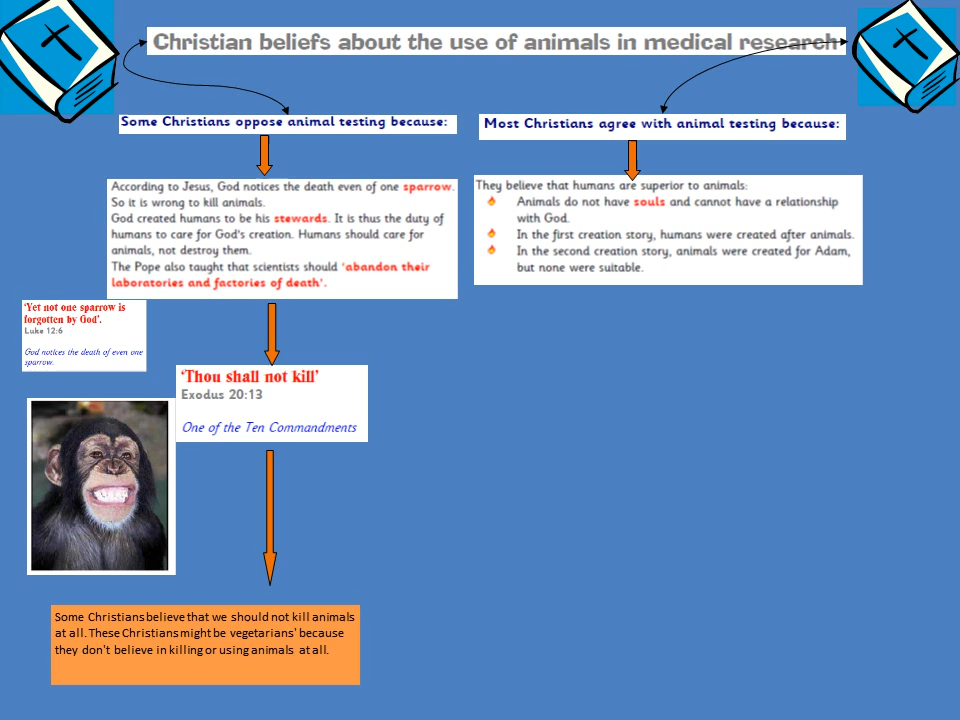 Christian beliefs about the use of animals in medical research
Some Christians oppose animal testing because:
Most Christians agree with animal testing because:
According to Jesus, God notices the death even of one sparrow.
So it is wrong to kill animals.
God created humans to be his stewards. It is thus the duty of
humans to care for God's creation. Humans should care for
animals, not destroy them.
The Pope also taught that scientists should 'abandon their
laboratories and factories of death'.
They believe that humans are superior to animals:
Animals do not have souls and cannot have a relationship
with God.
In the first creation story, humans were created after animals.
In the second creation story, animals were created for Adam,
but none were suitable.
'Yet not one sparrow is
forgotten by God'.
Luke 12:6
God notices the death of even one
sparrow.
'Thou shall not kill'
Exodus 20:13
One of the Ten Commandments
Some Christians believe that we should not kill animals
at all. These Christians might be vegetarians' because
they don't believe in killing or using animals at all.